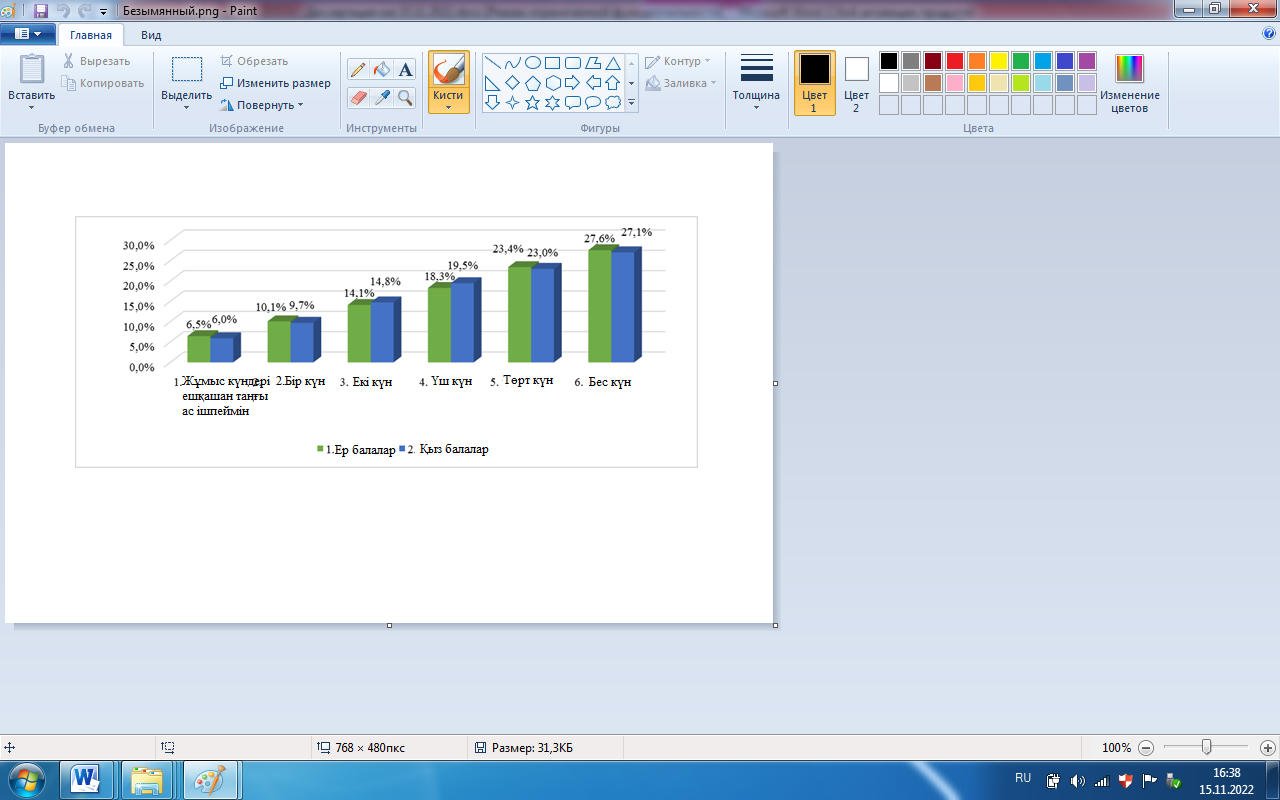 Безымянный.png - Paint
Главная Вид
Вставить
Вырезать
Копировать
Буфер обмена
Выделить
Обрезать
Изменить размер
Повернуть
Изображение
A
Инструменты
Кисти
Контур
Заливка
Фигуры
Толщина
Цвет
1
Цвет
2
Изменение
цветов
Цвета
30,0%
25,0%
20,0%
15,0%
10,0%
5,0%
0,0%
6,5% 6,0%
10,1% 9,7%
14,1% 14,8%
18,3% 19,5%
23,4% 23,0%
27,6% 27,1%
1.Жұмыс күндері
ешқашан таңғы
ас ішпеймін
2.Бір күн
3. Екі күн
4. Үш күн
5. Төрт күн
6. Бес күн
1.Ер балалар 2. Қыз балалар
768 × 480пкс
Размер: 31,3КБ
100%
RU
16:38
15.11.2022